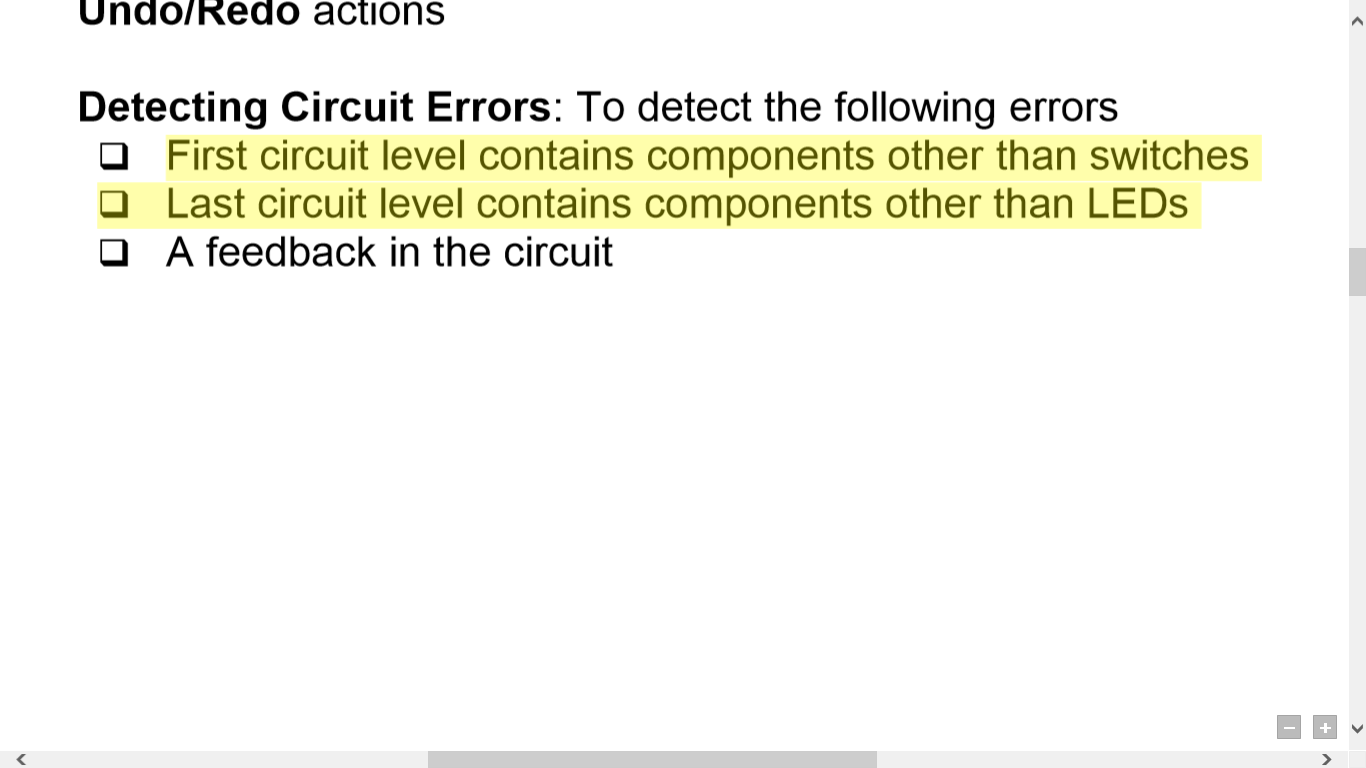 Undo/Redo actions
Detecting Circuit Errors: To detect the following errors
❑ First circuit level contains components other than switches
❑ Last circuit level contains components other than LEDs
❑ A feedback in the circuit